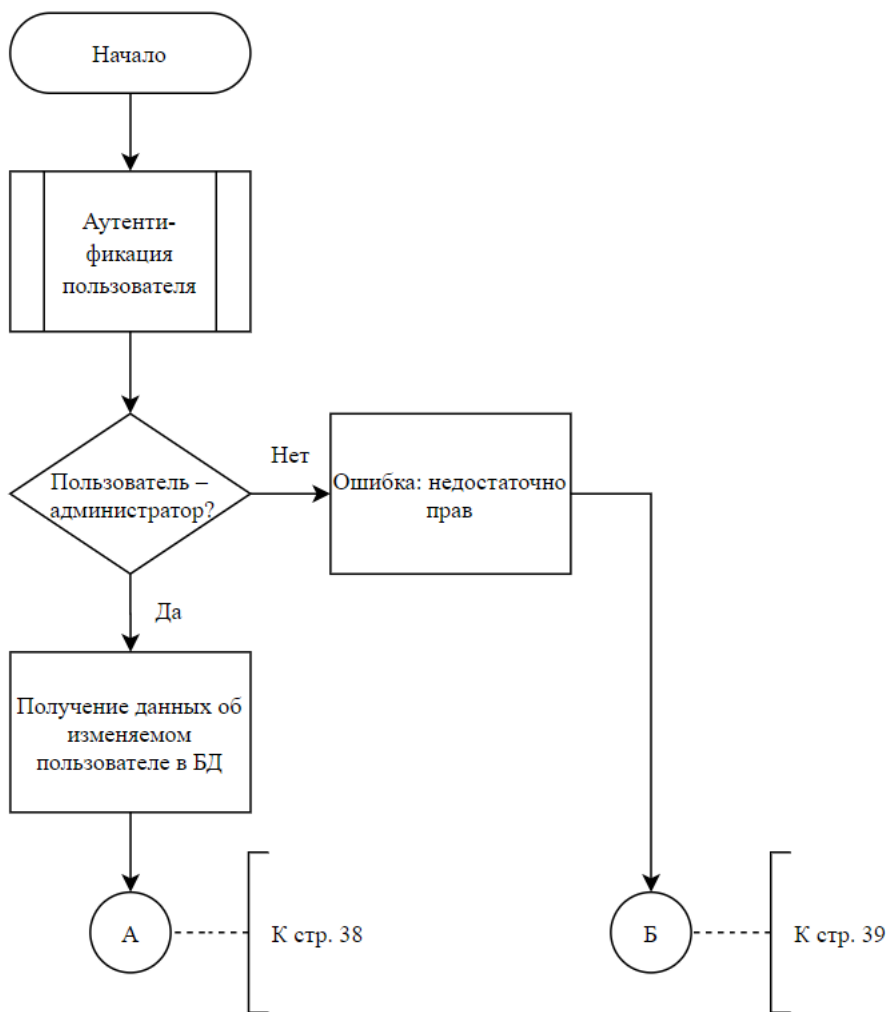 Начало
Аутенти-
фикация
пользователя
Пользователь –
администратор?
Нет
Ошибка: недостаточно
прав
Да
Получение данных об
изменяемом
пользователе в БД
А
К стр. 38
Б
К стр. 39